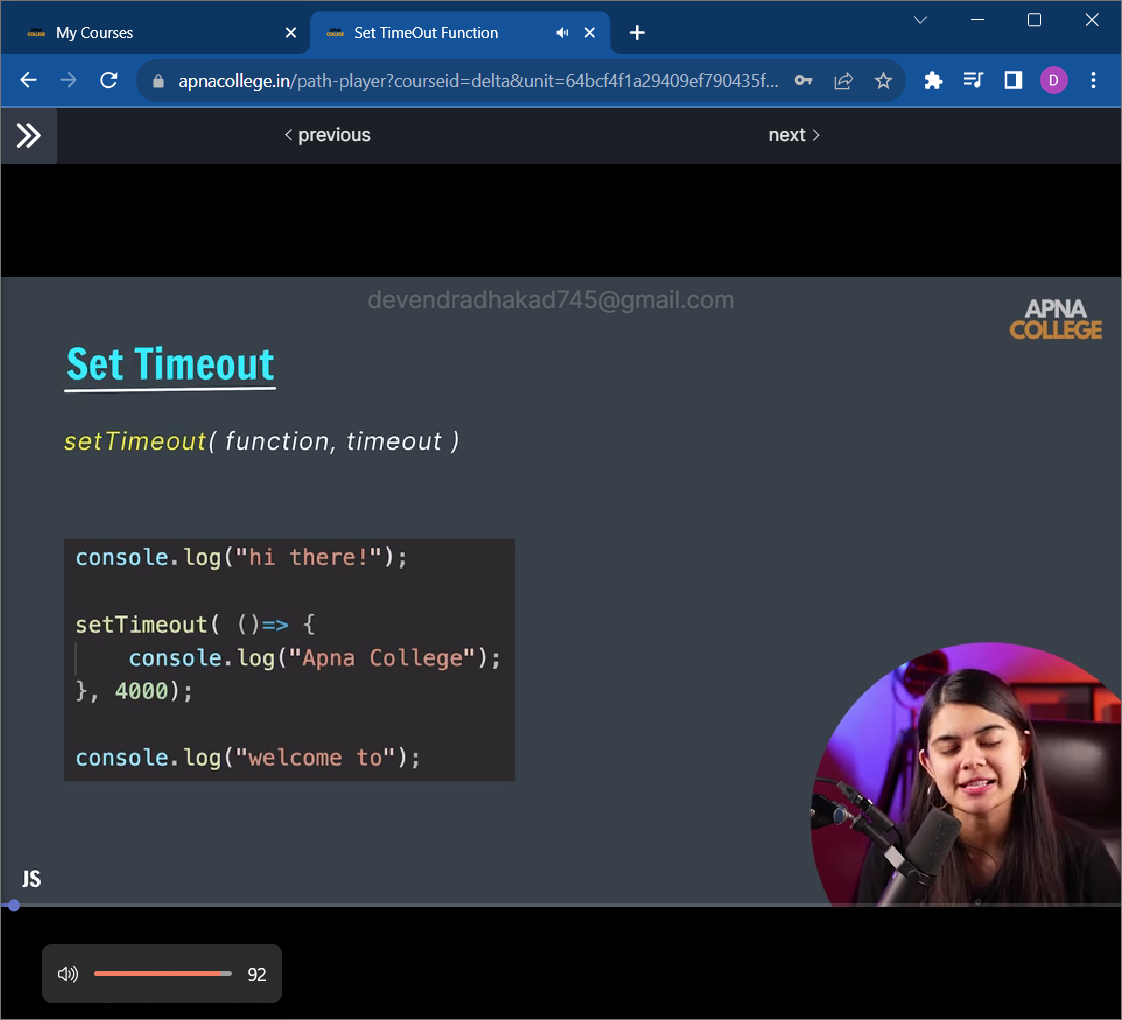 My Courses
Set TimeOut Function
apnacollege.in/path-player?courseid=delta&unit=64bcf4f1a29409ef790435f...
D
previous
next
devendradhakad745@gmail.com
APNA
COLLEGE
Set Timeout
setTimeout( function, timeout )
console.log("hi there!");
setTimeout( ()=> {
console.log("Apna College");
}, 4000);
console.log("welcome to");
JS
92